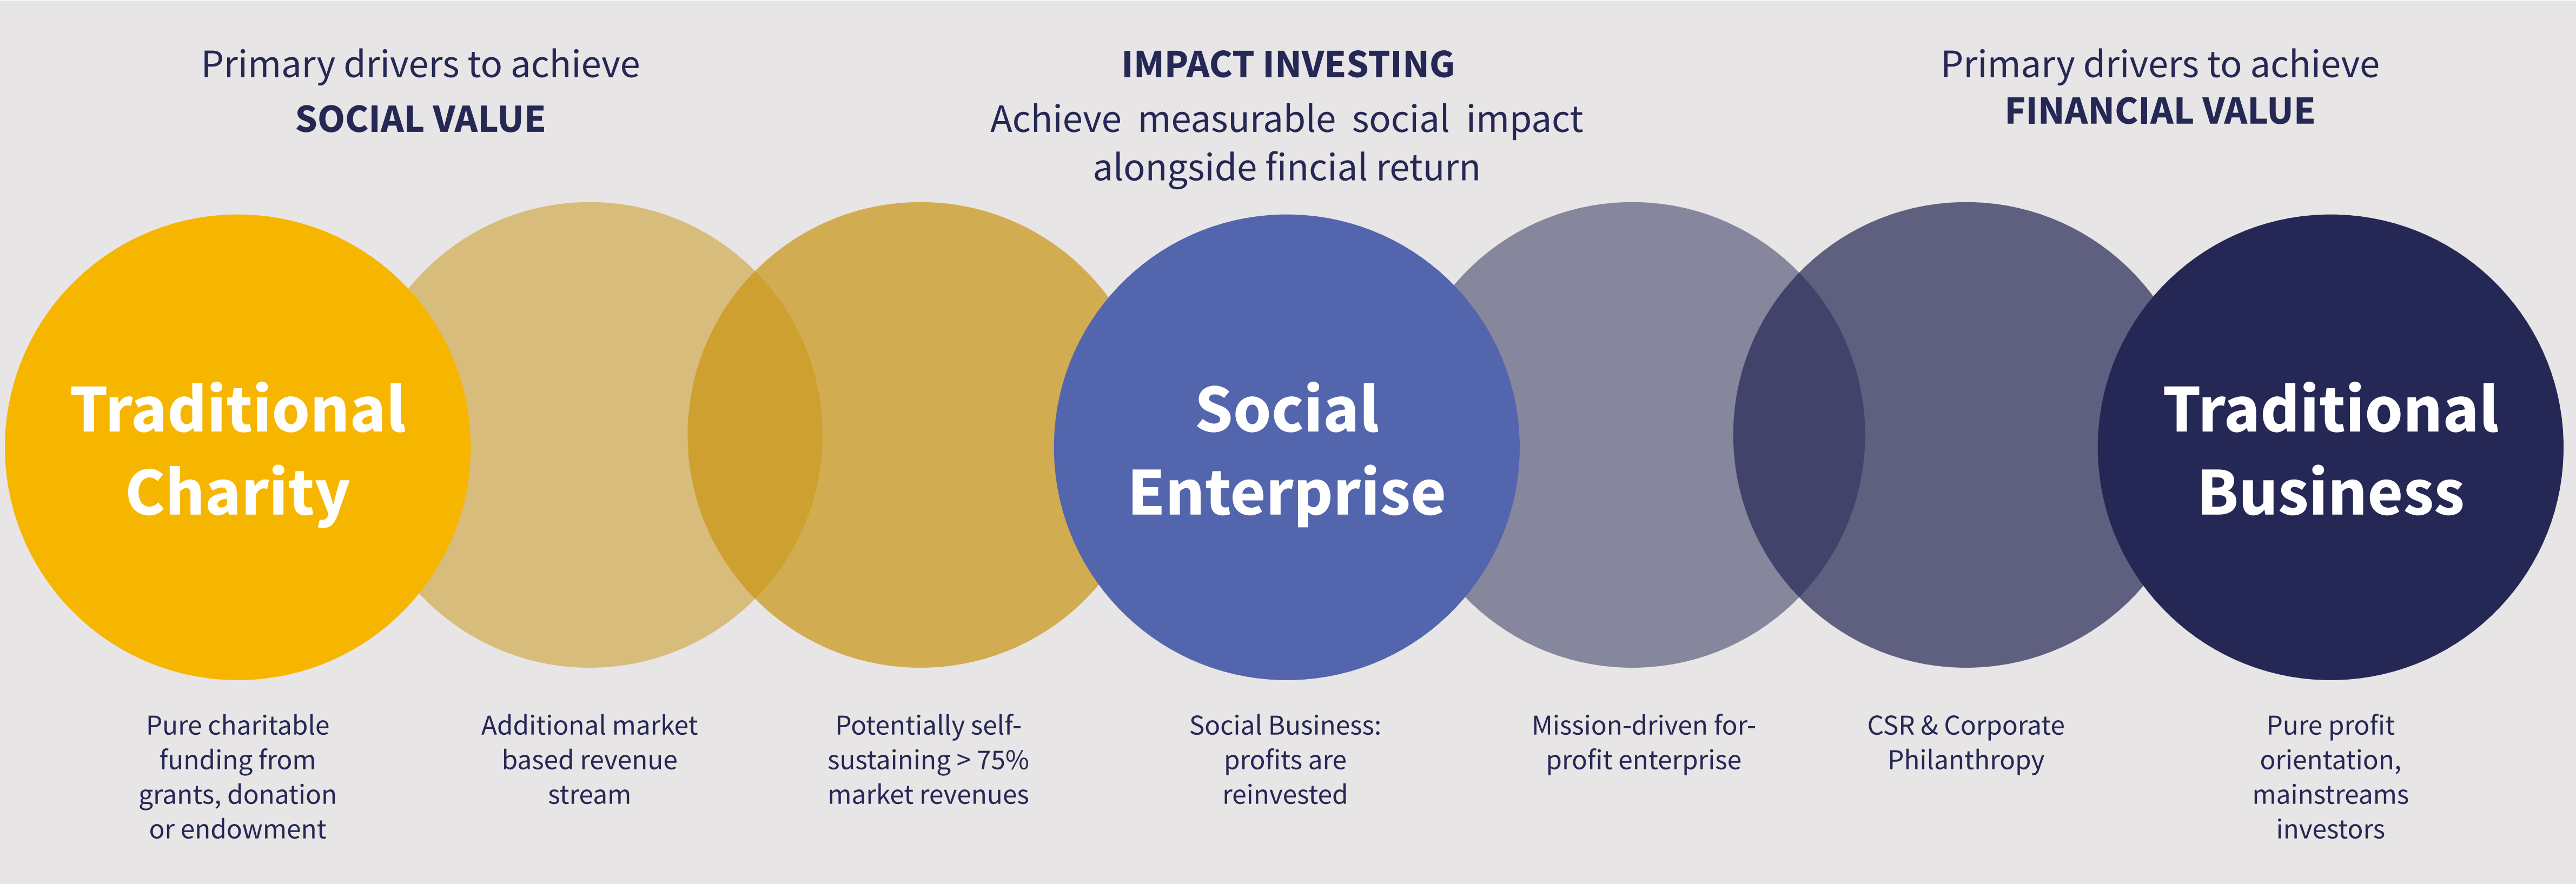 Primary drivers to achieve
SOCIAL VALUE
IMPACT INVESTING
Achieve measurable social impact
alongside fincial return
Primary drivers to achieve
FINANCIAL VALUE
Traditional
Charity
Social
Enterprise
Traditional
Business
Pure charitable
funding from
grants, donation
or endowment
Additional market
based revenue
stream
Potentially self-
sustaining > 75%
market revenues
Social Business:
profits are
reinvested
Mission-driven for-
profit enterprise
CSR & Corporate
Philanthropy
Pure profit
orientation,
mainstreams
investors